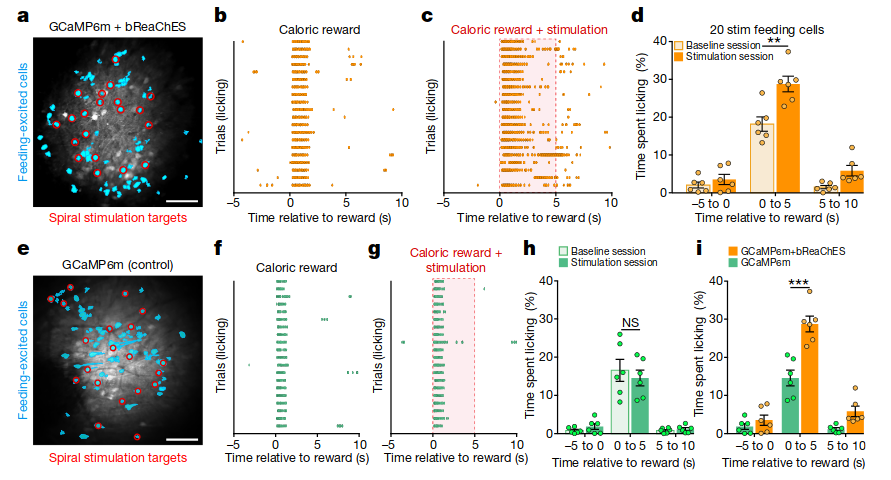 a
GCaMP6m + bReaChES
Feeding-excited cells
Spiral stimulation targets
b
Caloric reward
Trials (licking)
−5 0 5 10
Time relative to reward (s)
c
Caloric reward + stimulation
Trials (licking)
−5 0 5 10
Time relative to reward (s)
d
20 stim feeding cells
Baseline session
Stimulation session
**
Time spent licking (%)
40
30
20
10
0
−5 to 0 0 to 5 5 to 10
Time relative to reward (s)
e
GCaMP6m (control)
Feeding-excited cells
Spiral stimulation targets
f
Caloric reward
Trials (licking)
−5 0 5 10
Time relative to reward (s)
g
Caloric reward +
stimulation
Trials (licking)
−5 0 5 10
Time relative to reward (s)
h
Baseline session
Stimulation session
NS
Time spent licking (%)
40
30
20
10
0
−5 to 0 0 to 5 5 to 10
Time relative to reward (s)
i
GCaMP6m+bReaChES
GCaMP6m
***
Time spent licking (%)
40
30
20
10
0
−5 to 0 0 to 5 5 to 10
Time relative to reward (s)